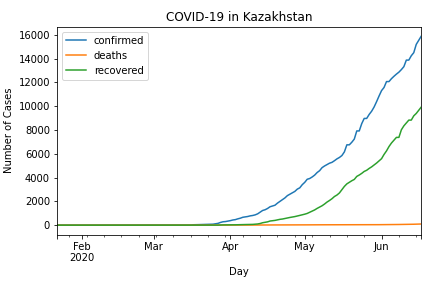 COVID-19 in Kazakhstan
confirmed
deaths
recovered
Number of Cases
16000
14000
12000
10000
8000
6000
4000
2000
0
Feb
2020
Mar
Apr
May
Jun
Day